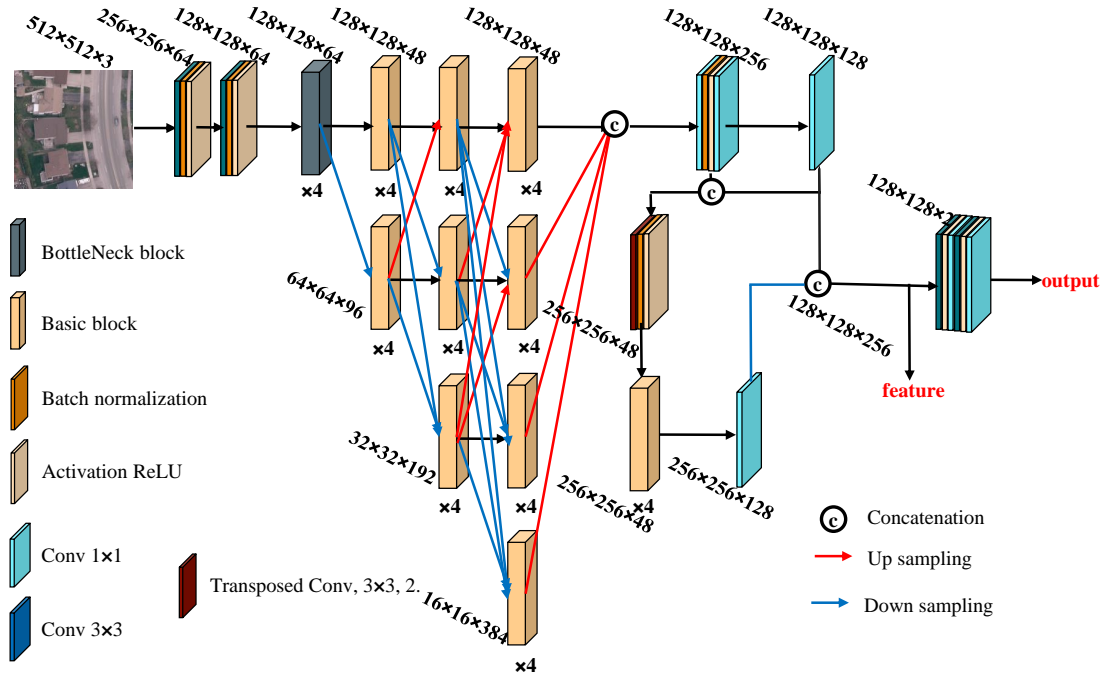 512×512×3
256×256×64
128×128×64
128×128×64
128×128×48
128×128×48
128×128×256
128×128×128
c
×4
×4
×4
×4
c
128×128×2
BottleNeck block
64×64×96
256×256×48
c
output
128×128×256
Basic block
×4
×4
×4
feature
Batch normalization
32×32×192
256×256×48
256×256×128
Activation ReLU
×4
×4
×4
c Concatenation
Conv 1×1
Transposed Conv, 3×3, 2.
Up sampling
16×16×384
Down sampling
Conv 3×3
×4